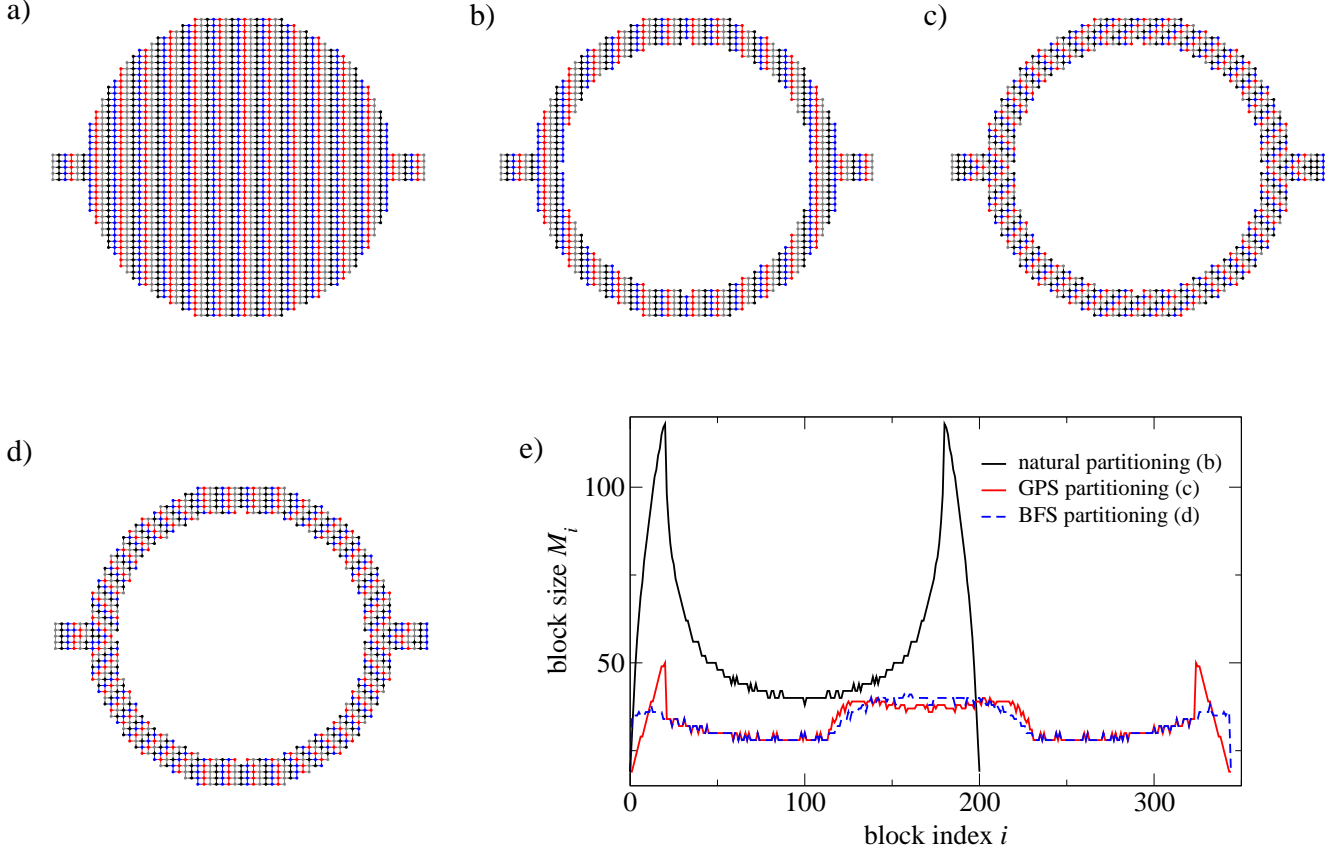 a)
b)
c)
d)
e)
natural partitioning (b)
GPS partitioning (c)
BFS partitioning (d)
block size M_i
100
50
0
100
200
300
block index i